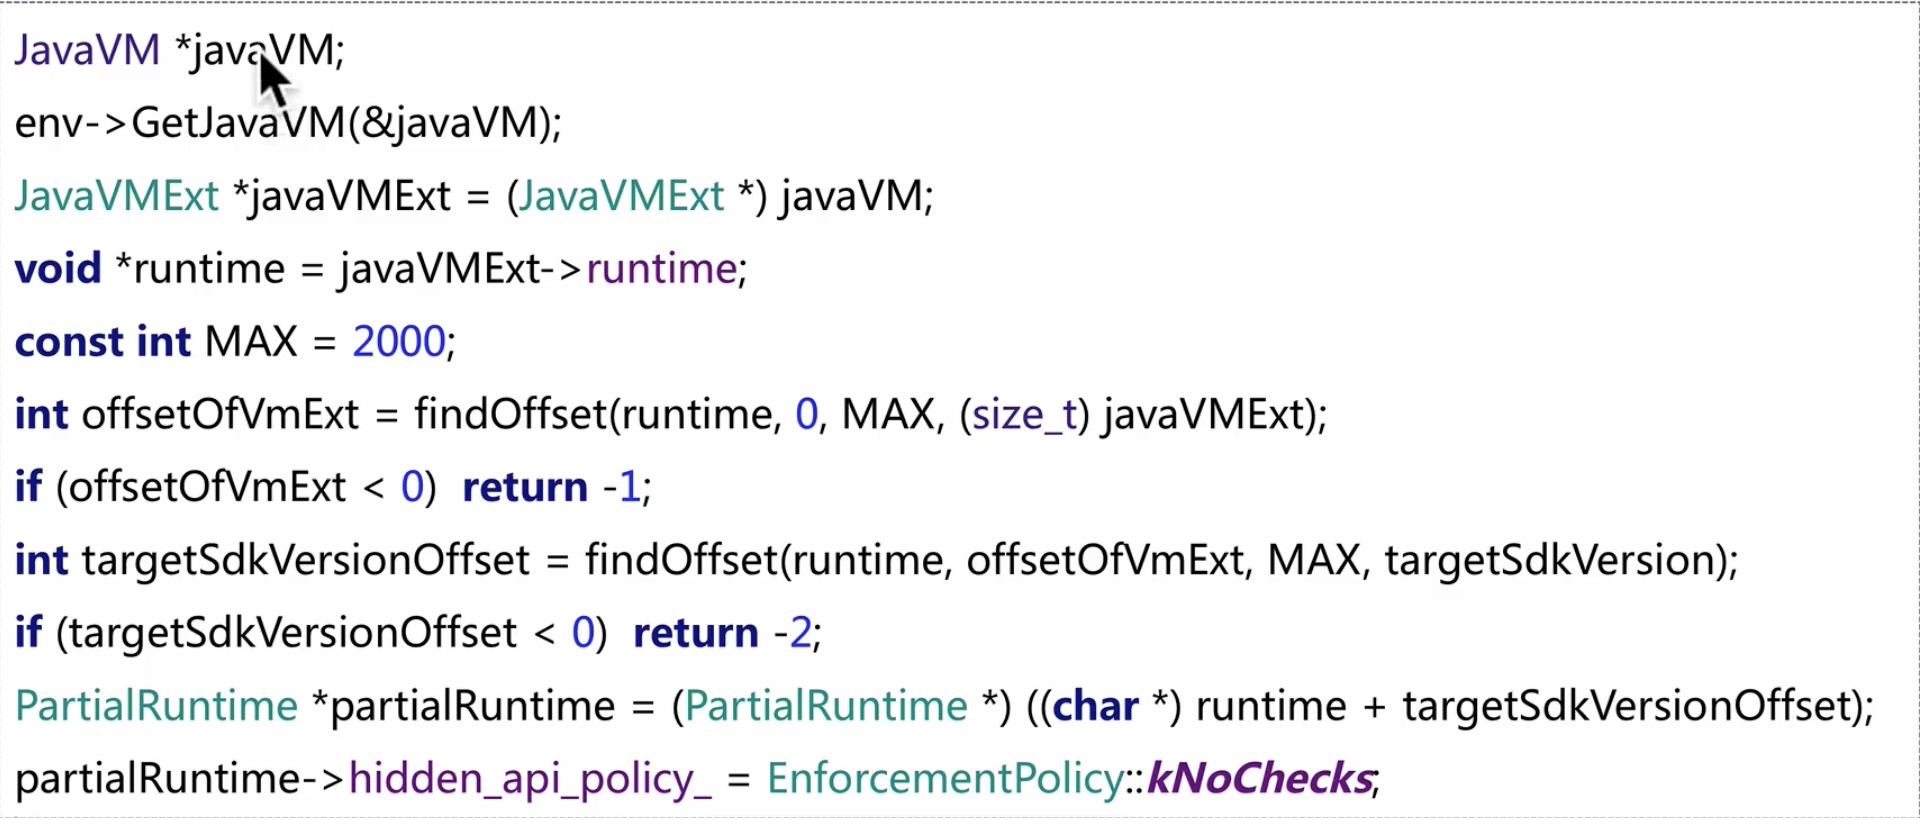 JavaVM *javaVM;
env->GetJavaVM(&javaVM);
JavaVMExt *javaVMExt = (JavaVMExt *) javaVM;
void *runtime = javaVMExt->runtime;
const int MAX = 2000;
int offsetOfVmExt = findOffset(runtime, 0, MAX, (size_t) javaVMExt);
if (offsetOfVmExt < 0)  return -1;
int targetSdkVersionOffset = findOffset(runtime, offsetOfVmExt, MAX, targetSdkVersion);
if (targetSdkVersionOffset < 0)  return -2;
PartialRuntime *partialRuntime = (PartialRuntime *) ((char *) runtime + targetSdkVersionOffset);
partialRuntime->hidden_api_policy_ = EnforcementPolicy::kNoChecks;